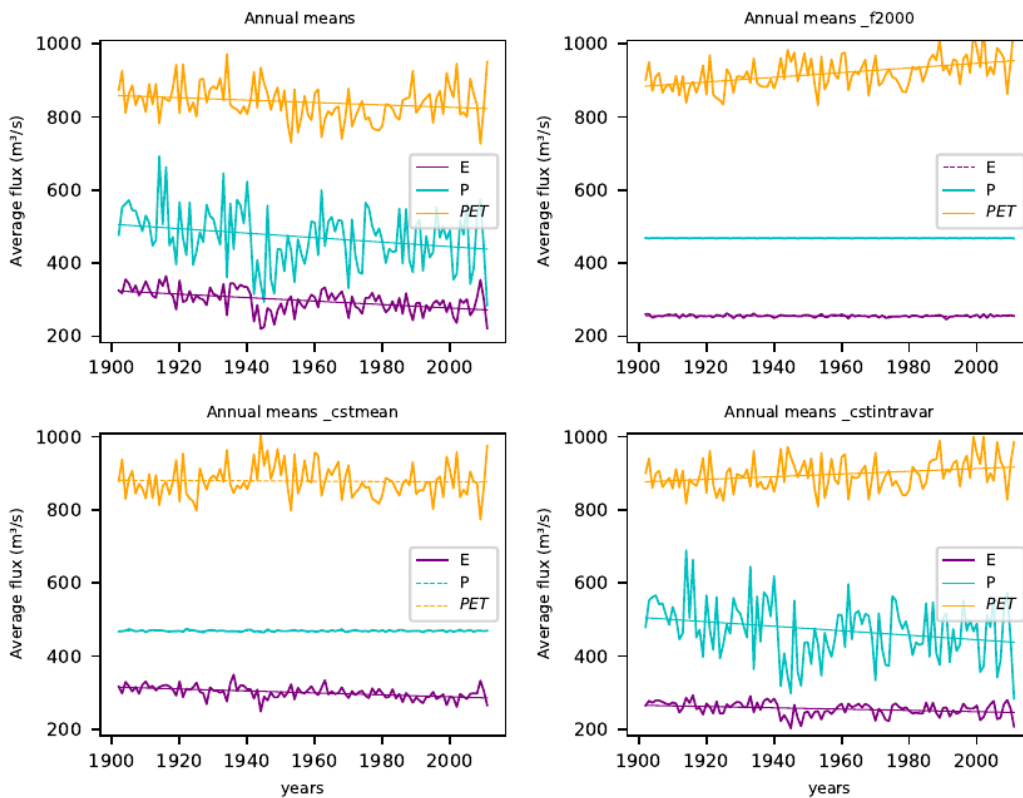 Annual means
1000
800
600
400
200
Average flux (m³/s)
E
P
PET
1900 1920 1940 1960 1980 2000
Annual means _f2000
1000
800
600
400
200
Average flux (m³/s)
E
P
PET
1900 1920 1940 1960 1980 2000
Annual means _cstmean
1000
800
600
400
200
Average flux (m³/s)
E
P
PET
1900 1920 1940 1960 1980 2000
years
Annual means _cstintravar
1000
800
600
400
200
Average flux (m³/s)
E
P
PET
1900 1920 1940 1960 1980 2000
years